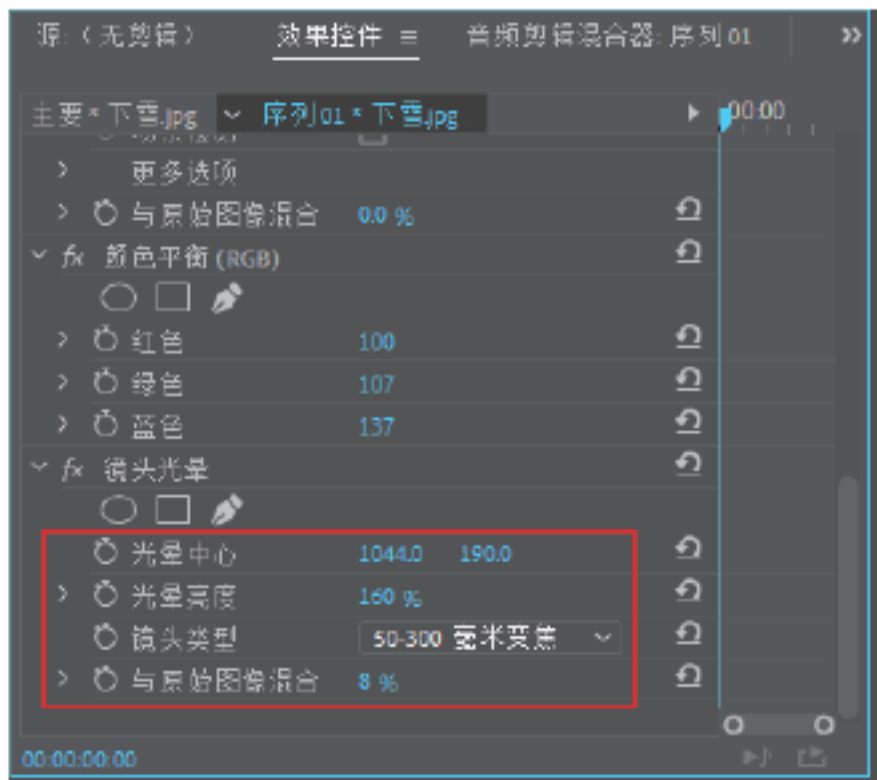 源:（无剪辑） 效果控件 ≡ 音频剪辑混合器: 序列 01 »
主要 * 下雪.jpg 序列 01 * 下雪.jpg 00:00
更多选项
与原始图像混合 0.0 %
fx 颜色平衡 (RGB)
红色 100
绿色 107
蓝色 137
fx 镜头光晕
光晕中心 1044.0 190.0
光晕亮度 160 %
镜头类型 50-300 毫米变焦
与原始图像混合 8 %
00:00:00:00